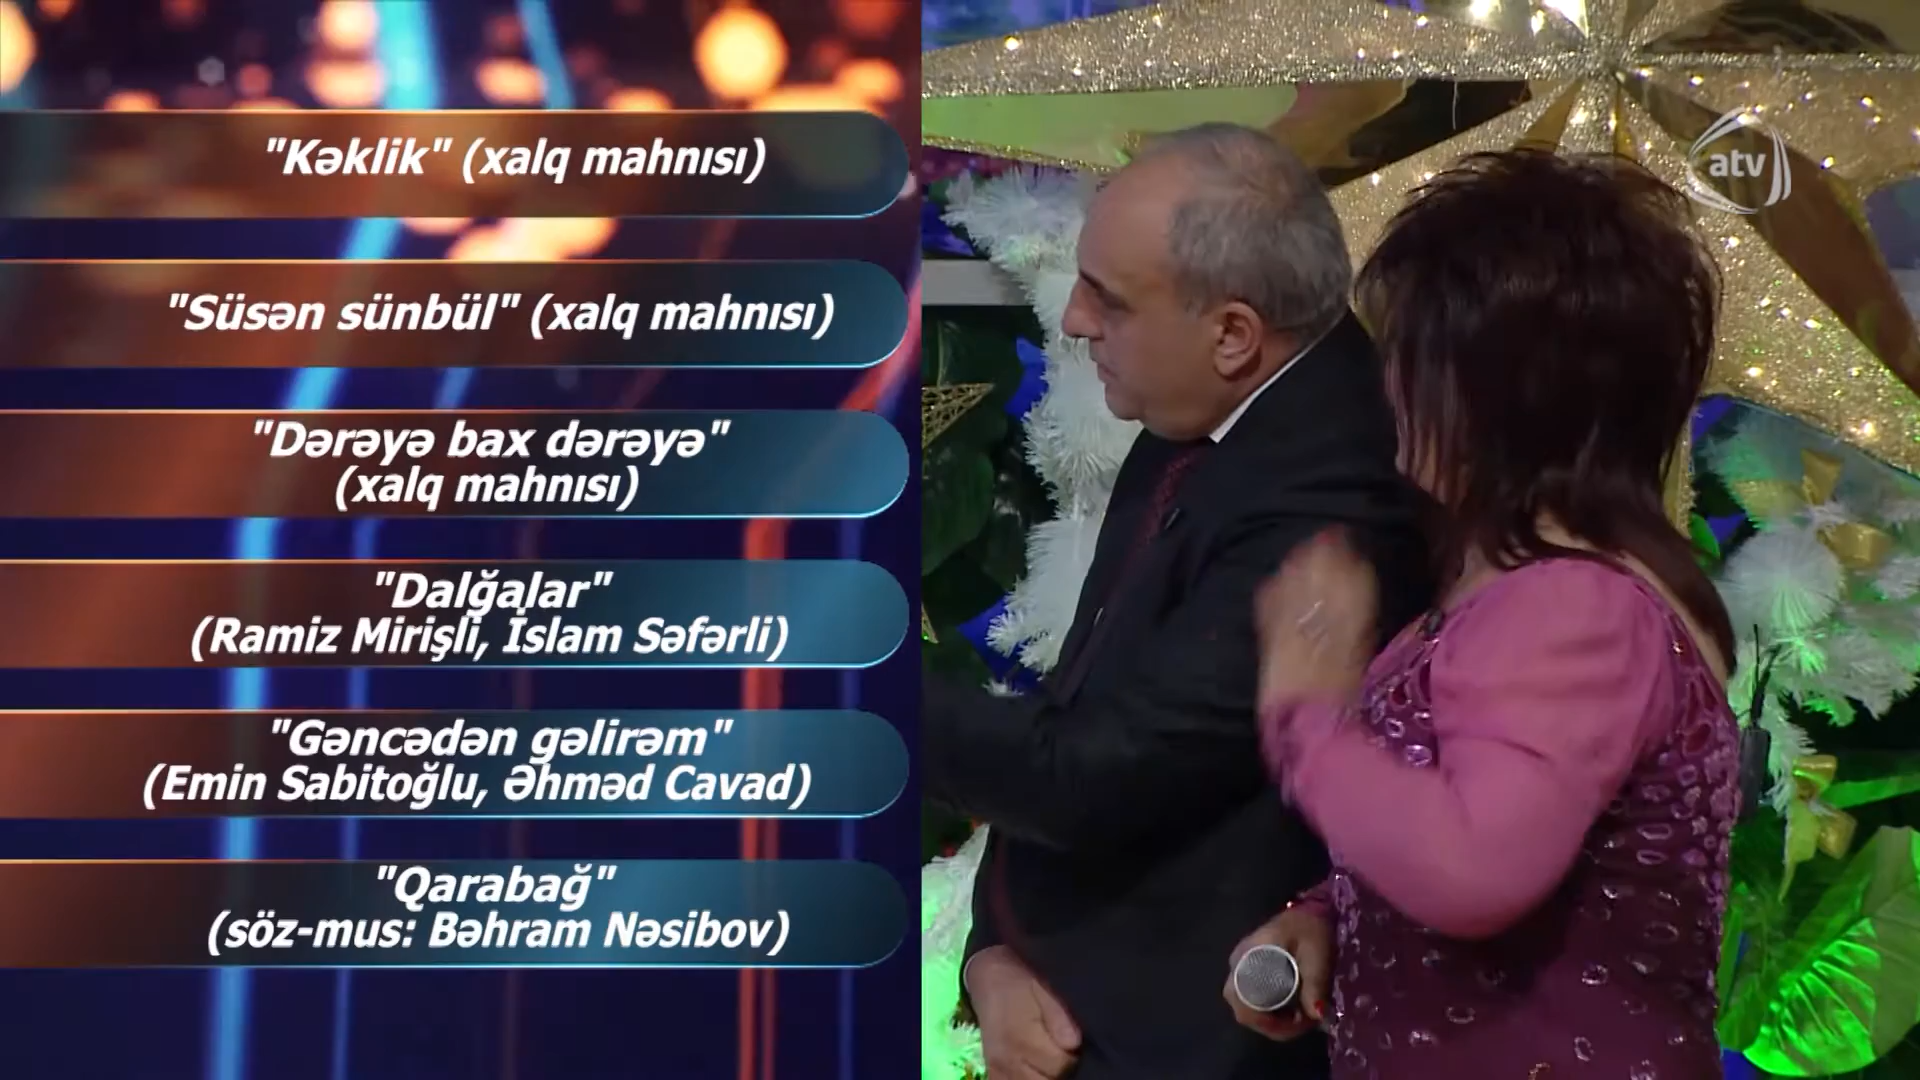 "Kəklik" (xalq mahnısı)
"Süsən sünbül" (xalq mahnısı)
"Dərəyə bax dərəyə"
(xalq mahnısı)
"Dalğalar"
(Ramiz Mirişli, İslam Səfərli)
"Gəncədən gəlirəm"
(Emin Sabitoğlu, Əhməd Cavad)
"Qarabağ"
(söz-mus: Bəhram Nəsibov)
atv